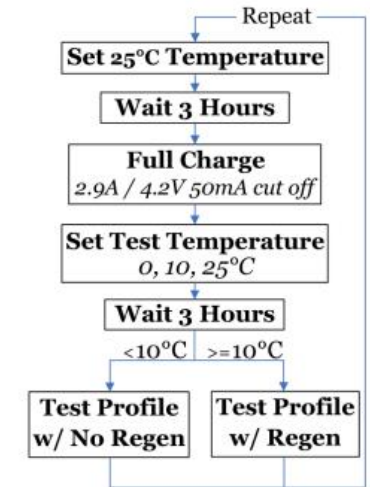 Repeat
Set 25°C Temperature
Wait 3 Hours
Full Charge
2.9A / 4.2V 50mA cut off
Set Test Temperature
0, 10, 25°C
Wait 3 Hours
<10°C >=10°C
Test Profile
w/ No Regen
Test Profile
w/ Regen